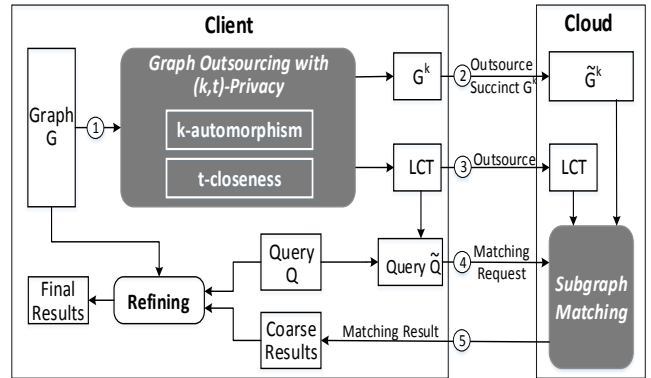 Client
Cloud
Graph Outsourcing with
(k,t)-Privacy
k-automorphism
t-closeness
Graph
G
1
G^k
2
Outsource
Succinct G^k
G̃^k
LCT
3
Outsource
LCT
Query
Q
Query Q̃
4
Matching
Request
Subgraph
Matching
Final
Results
Refining
Coarse
Results
Matching Result
5